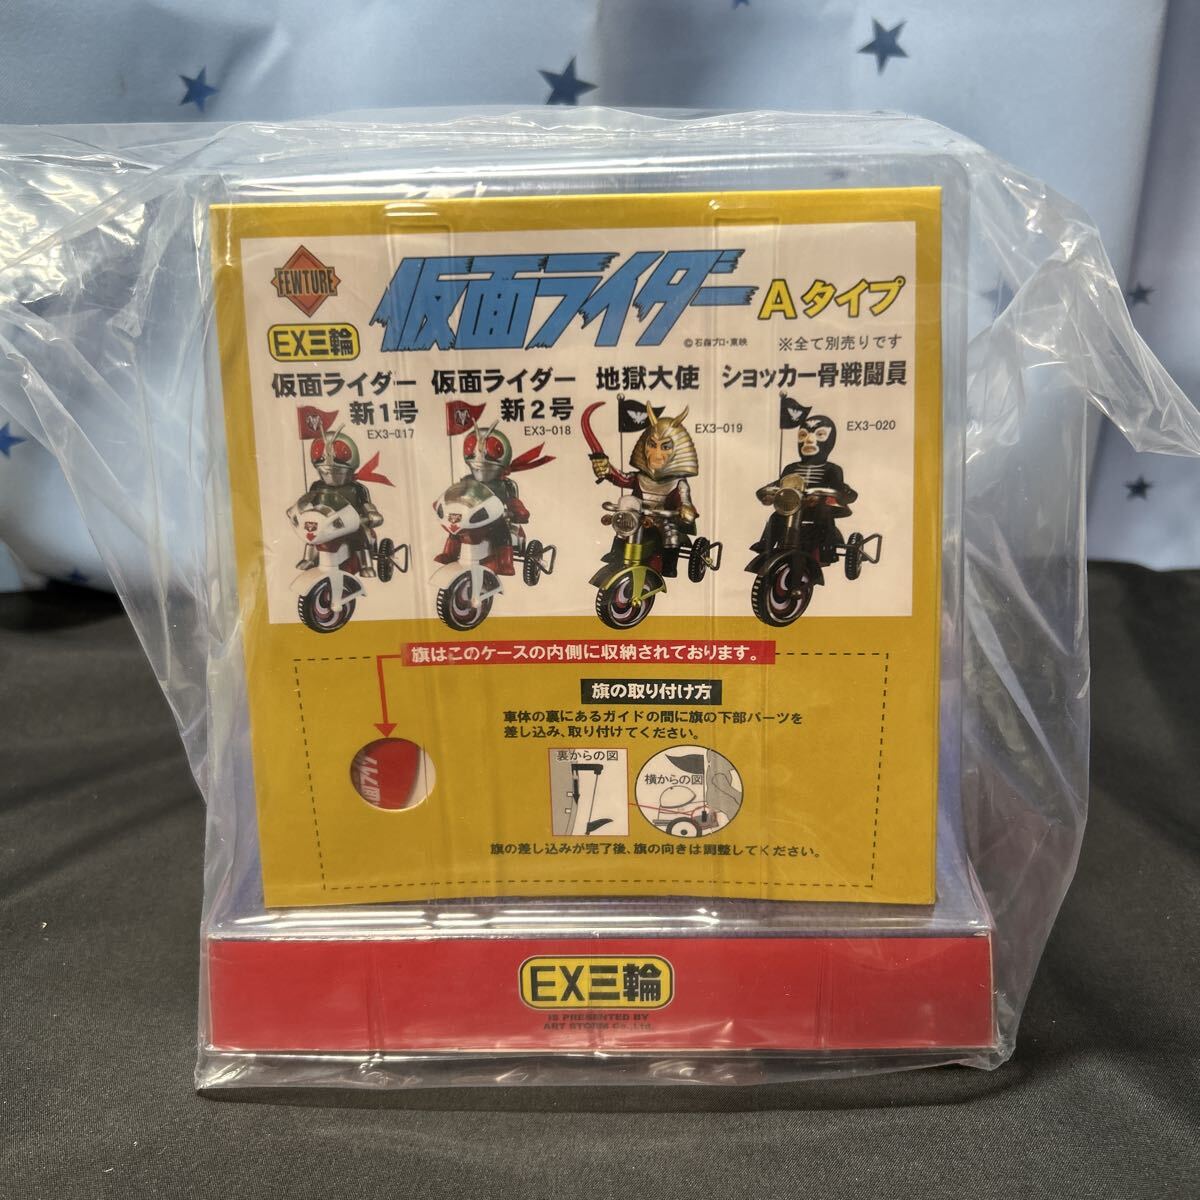 FEWTURE
仮面ライダー Aタイプ
EX三輪
©石森プロ・東映 ※全て別売りです
仮面ライダー 新1号
EX3-017
仮面ライダー 新2号
EX3-018
地獄大使
EX3-019
ショッカー骨戦闘員
EX3-020
旗はこのケースの内側に収納されております。
旗の取り付け方
車体の裏にあるガイドの間に旗の下部パーツを
差し込み、取り付けてください。
裏からの図
横からの図
旗の差し込みが完了後、旗の向きは調整してください。
EX三輪
IS PRESENTED BY
ART STORM Co.,Ltd.